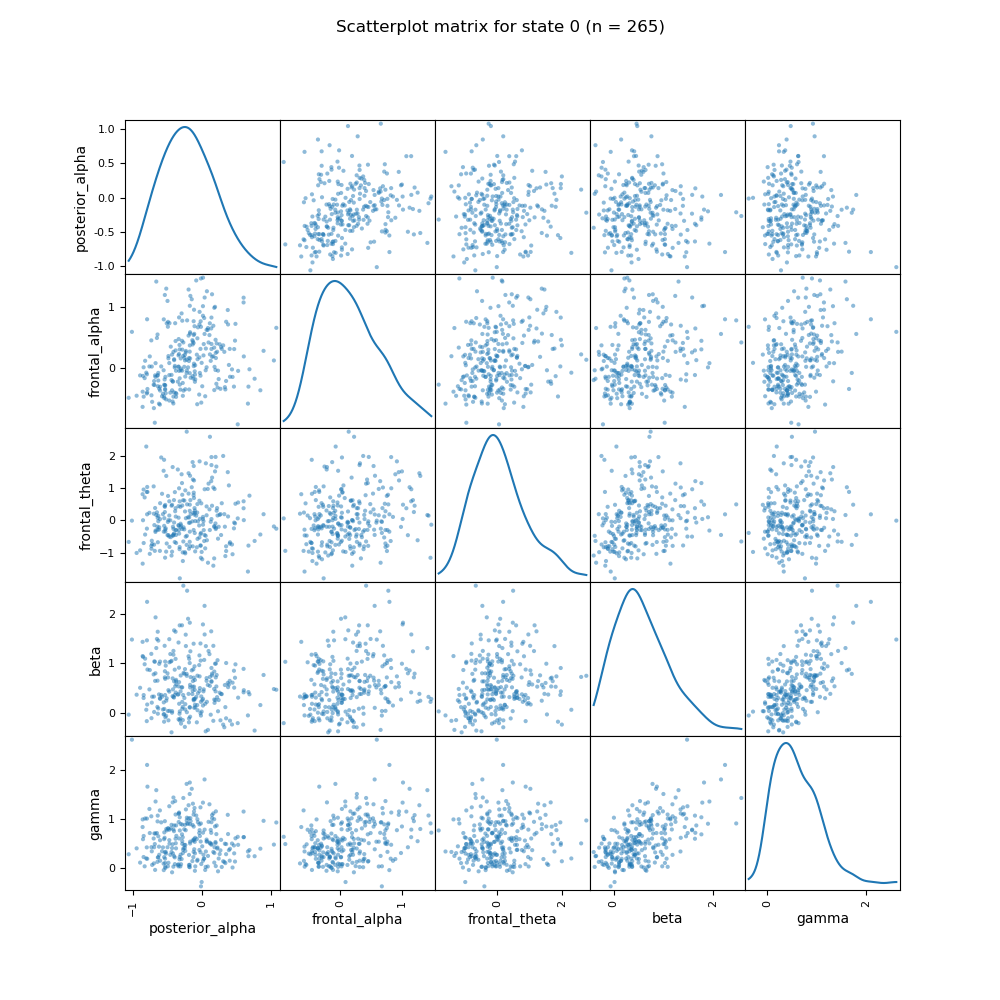 Scatterplot matrix for state 0 (n = 265)
posterior_alpha
1.0
0.5
0.0
-0.5
-1.0
frontal_alpha
1
0
frontal_theta
2
1
0
−1
beta
2
1
0
gamma
2
1
0
−1
0
1
posterior_alpha
0
1
frontal_alpha
0
2
frontal_theta
0
2
beta
0
2
gamma